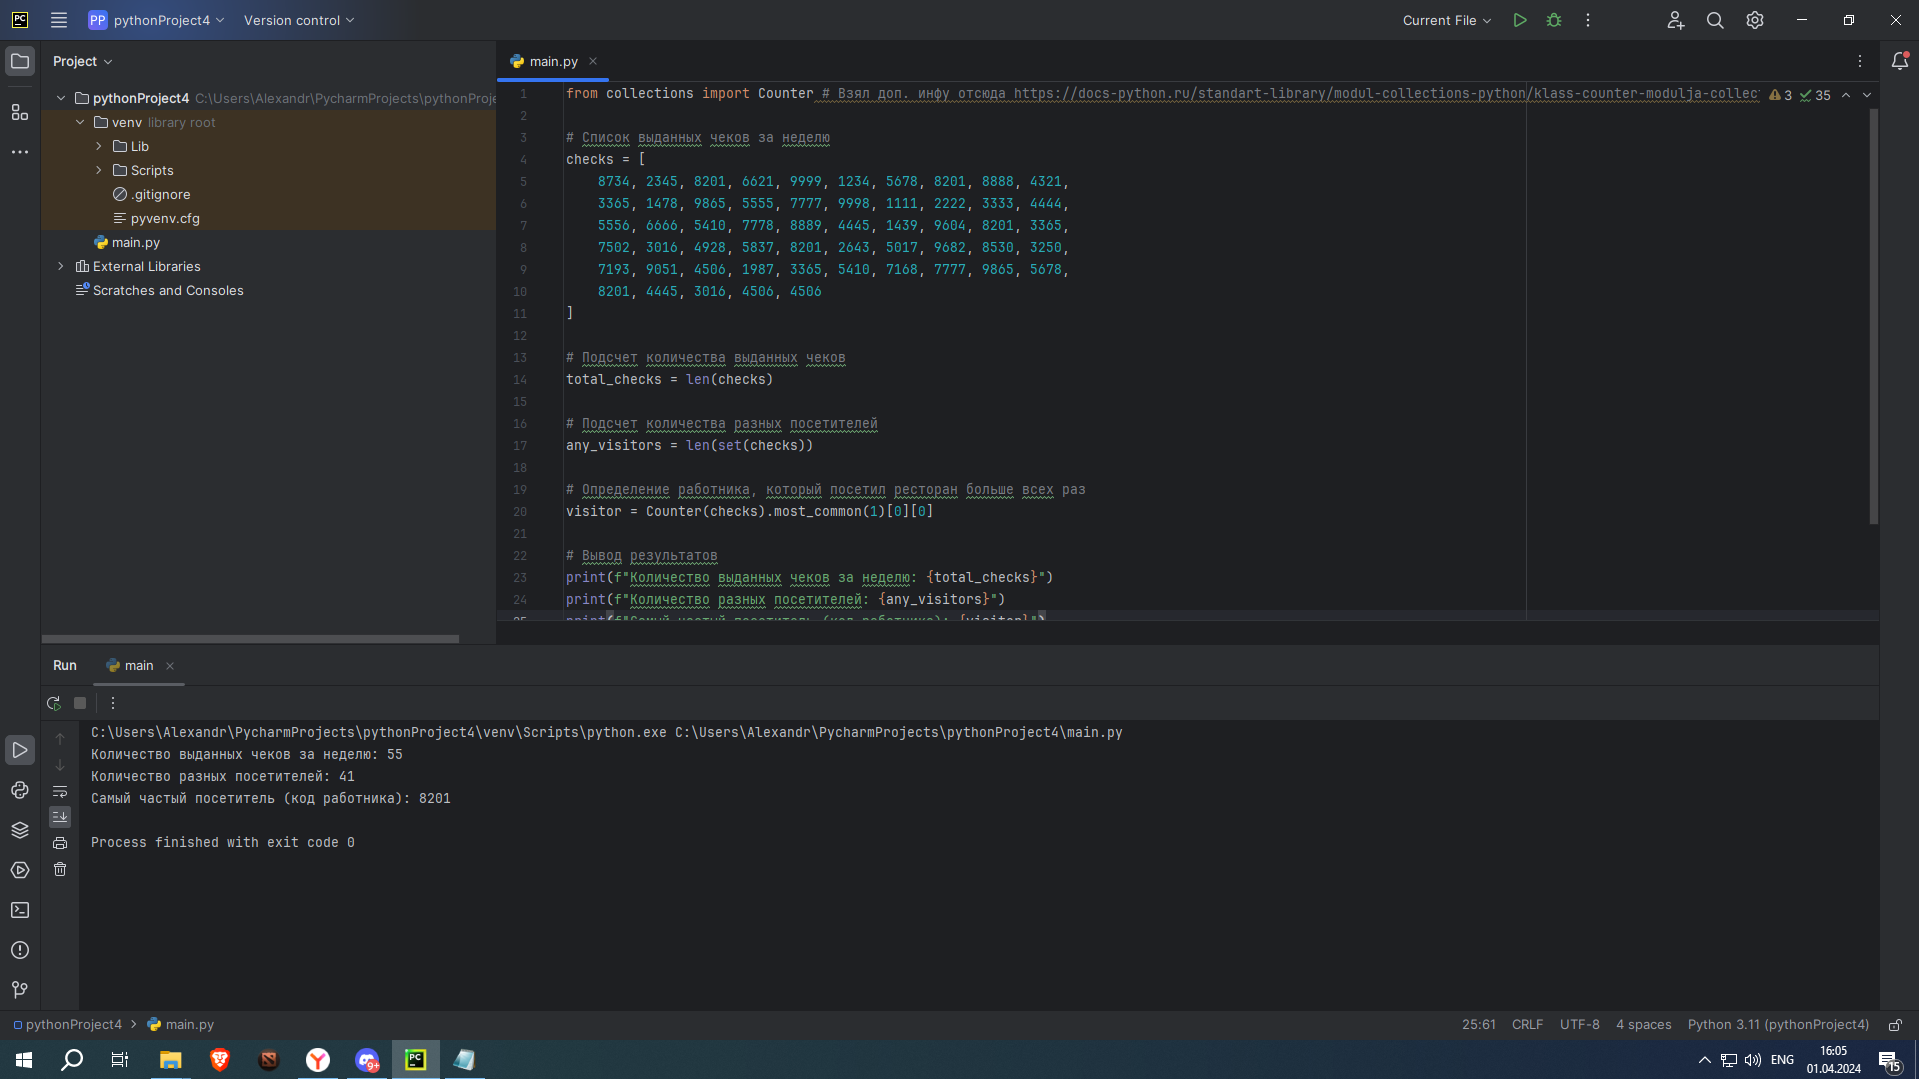 PC PP pythonProject4 Version control Current File
Project
main.py
pythonProject4 C:\Users\Alexandr\PycharmProjects\pythonProje
venv library root
Lib
Scripts
.gitignore
pyvenv.cfg
main.py
External Libraries
Scratches and Consoles
3 35
1 from collections import Counter # Взял доп. инфу отсюда https://docs-python.ru/standart-library/modul-collections-python/klass-counter-modulja-collec
2
3 # Список выданных чеков за неделю
4 checks = [
5 8734, 2345, 8201, 6621, 9999, 1234, 5678, 8201, 8888, 4321,
6 3365, 1478, 9865, 5555, 7777, 9998, 1111, 2222, 3333, 4444,
7 5556, 6666, 5410, 7778, 8889, 4445, 1439, 9604, 8201, 3365,
8 7502, 3016, 4928, 5837, 8201, 2643, 5017, 9682, 8530, 3250,
9 7193, 9051, 4506, 1987, 3365, 5410, 7168, 7777, 9865, 5678,
10 8201, 4445, 3016, 4506, 4506
11 ]
12
13 # Подсчет количества выданных чеков
14 total_checks = len(checks)
15
16 # Подсчет количества разных посетителей
17 any_visitors = len(set(checks))
18
19 # Определение работника, который посетил ресторан больше всех раз
20 visitor = Counter(checks).most_common(1)[0][0]
21
22 # Вывод результатов
23 print(f"Количество выданных чеков за неделю: {total_checks}")
24 print(f"Количество разных посетителей: {any_visitors}")
25 print(f"Самый частый посетитель (код работника): {visitor}")
Run main
C:\Users\Alexandr\PycharmProjects\pythonProject4\venv\Scripts\python.exe C:\Users\Alexandr\PycharmProjects\pythonProject4\main.py
Количество выданных чеков за неделю: 55
Количество разных посетителей: 41
Самый частый посетитель (код работника): 8201
Process finished with exit code 0
pythonProject4 main.py 25:61 CRLF UTF-8 4 spaces Python 3.11 (pythonProject4)
9+ PC ENG 16:05
01.04.2024 15